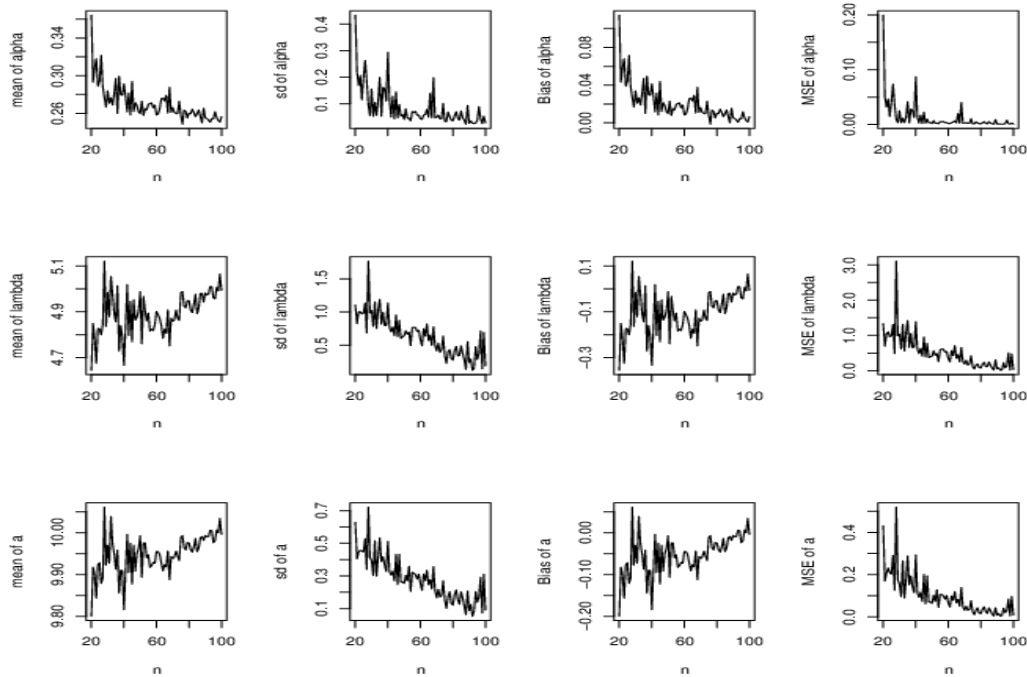 mean of alpha
0.26 0.30 0.34
20 60 100
n
sd of alpha
0.1 0.2 0.3 0.4
20 60 100
n
Bias of alpha
0.00 0.04 0.08
20 60 100
n
MSE of alpha
0.00 0.10 0.20
20 60 100
n
mean of lambda
4.7 4.9 5.1
20 60 100
n
sd of lambda
0.5 1.0 1.5
20 60 100
n
Bias of lambda
-0.3 -0.1 0.1
20 60 100
n
MSE of lambda
0.0 1.0 2.0 3.0
20 60 100
n
mean of a
9.80 9.90 10.00
20 60 100
n
sd of a
0.1 0.3 0.5 0.7
20 60 100
n
Bias of a
-0.20 -0.10 0.00
20 60 100
n
MSE of a
0.0 0.2 0.4
20 60 100
n